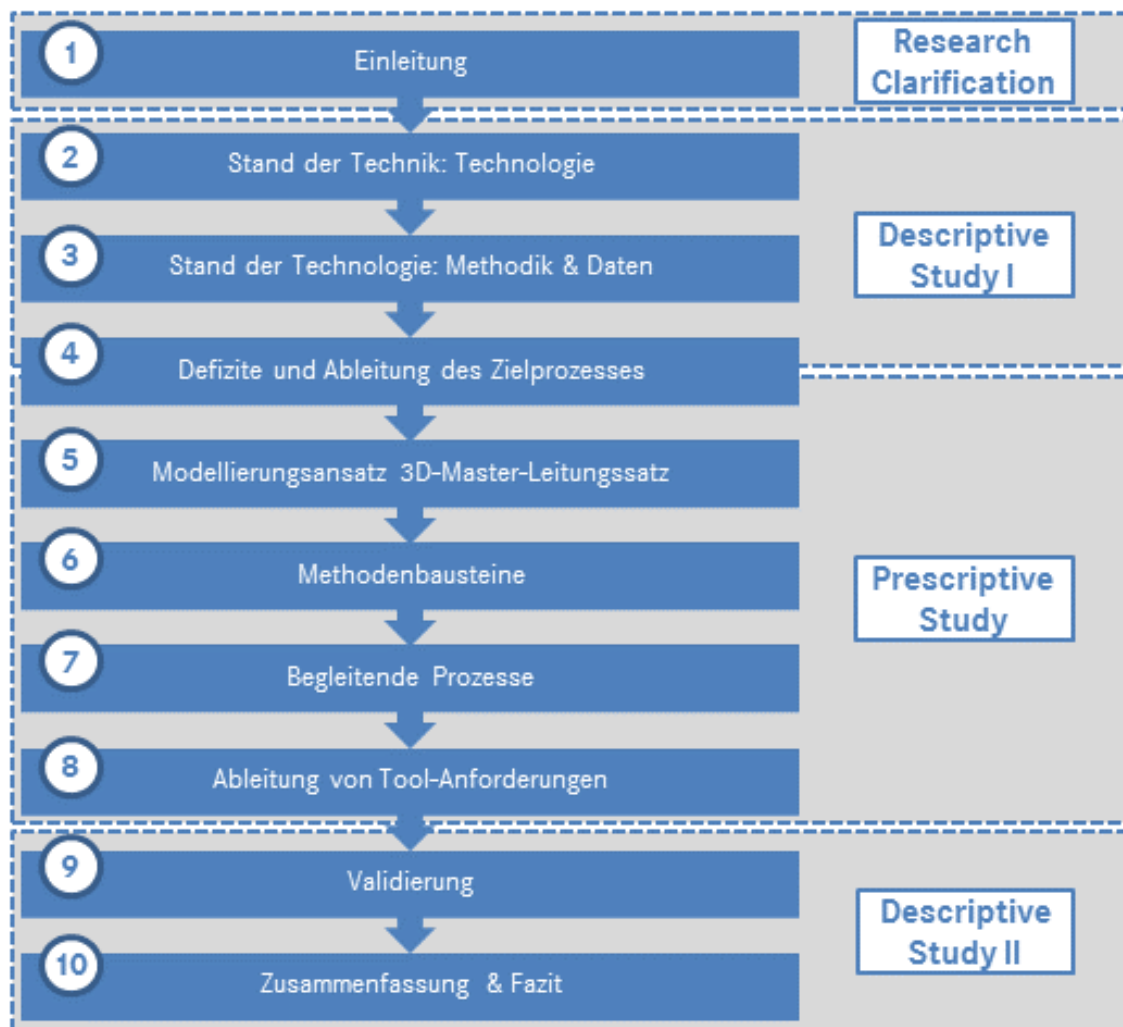 1
Einleitung
Research
Clarification
2
Stand der Technik: Technologie
3
Stand der Technologie: Methodik & Daten
Descriptive
Study I
4
Defizite und Ableitung des Zielprozesses
5
Modellierungsansatz 3D-Master-Leitungssatz
6
Methodenbausteine
Prescriptive
Study
7
Begleitende Prozesse
8
Ableitung von Tool-Anforderungen
9
Validierung
Descriptive
Study II
10
Zusammenfassung & Fazit